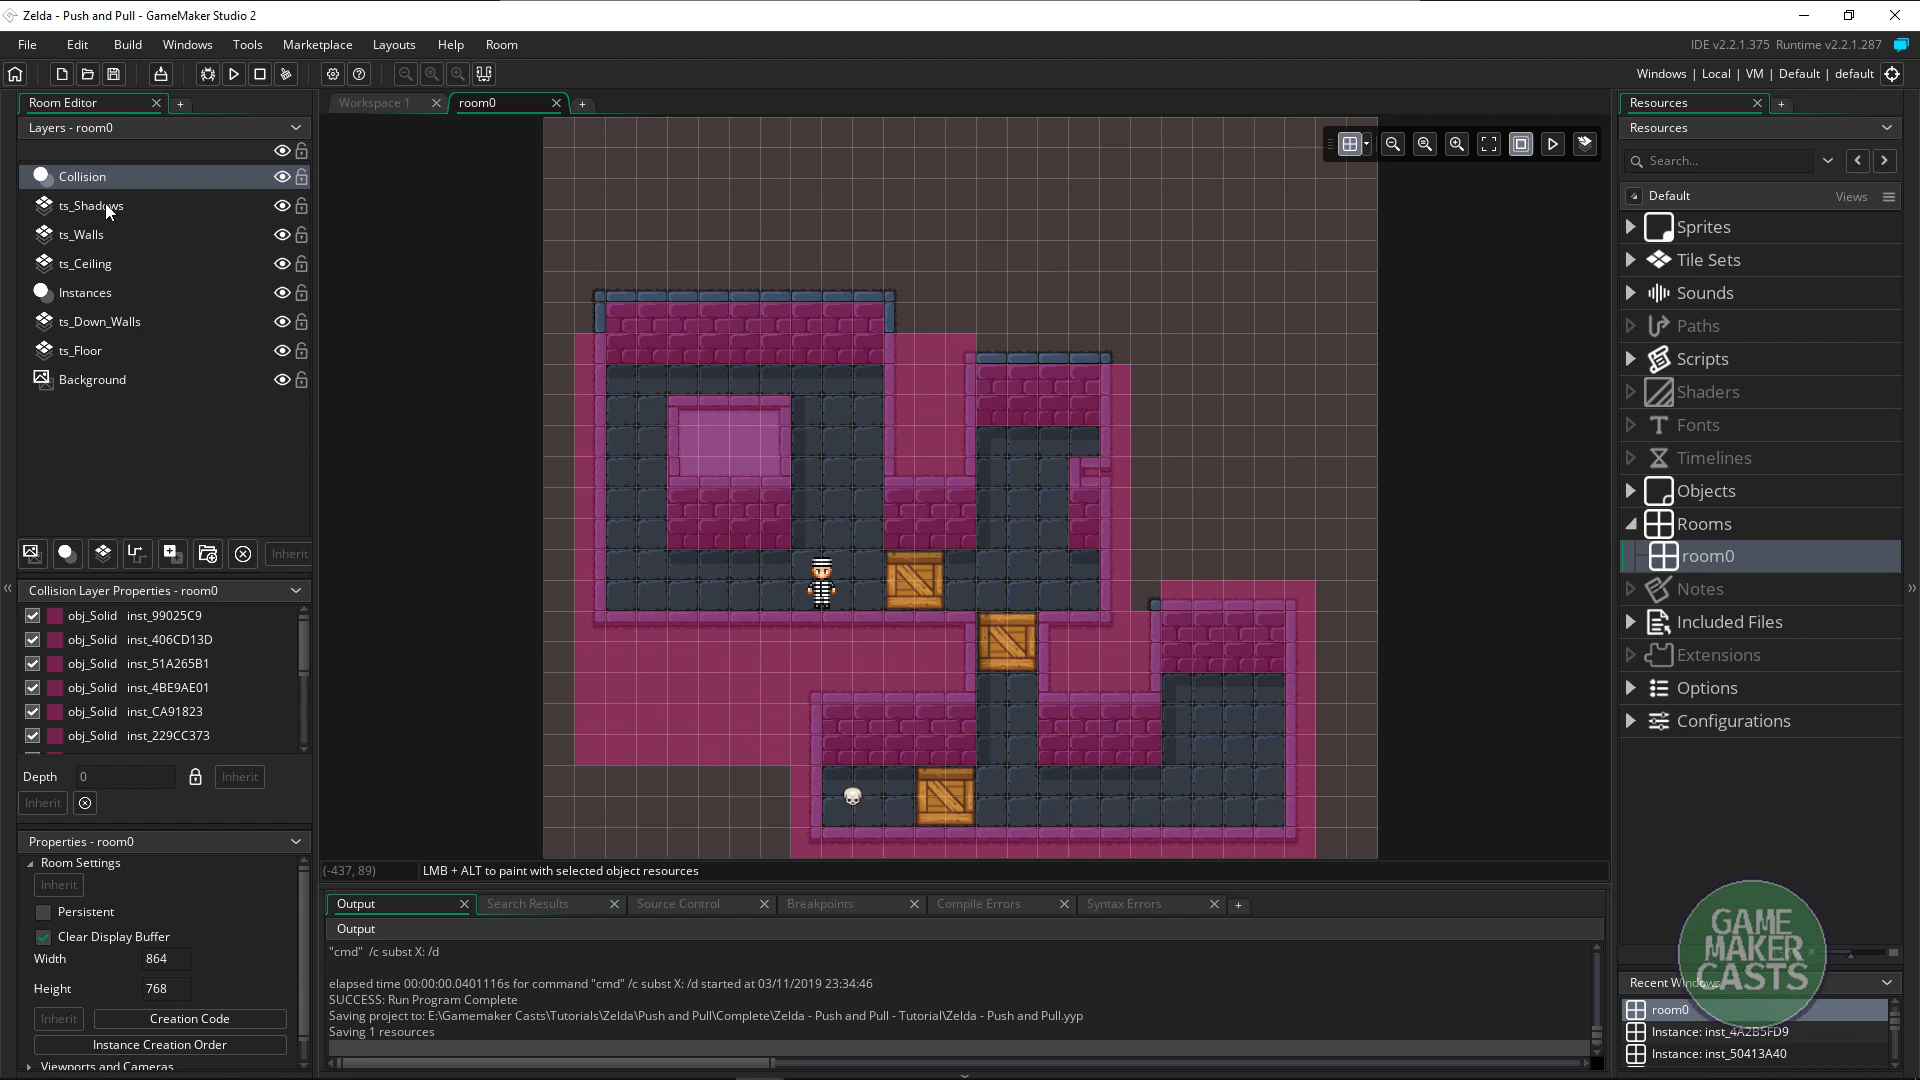 Zelda - Push and Pull - GameMaker Studio 2
File Edit Build Windows Tools Marketplace Layouts Help Room
IDE v2.2.1.375 Runtime v2.2.1.287
Windows | Local | VM | Default | default
Room Editor
Workspace 1
room0
Resources
Layers - room0
Resources
Search...
Collision
ts_Shadows
ts_Walls
ts_Ceiling
Instances
ts_Down_Walls
ts_Floor
Background
Default
Views
Sprites
Tile Sets
Sounds
Paths
Scripts
Shaders
Fonts
Timelines
Objects
Rooms
room0
Notes
Included Files
Extensions
Options
Configurations
Inherit
Collision Layer Properties - room0
obj_Solid inst_99025C9
obj_Solid inst_406CD13D
obj_Solid inst_51A265B1
obj_Solid inst_4BE9AE01
obj_Solid inst_CA91823
obj_Solid inst_229CC373
Depth 0 Inherit
Inherit
Properties - room0
Room Settings
Inherit
Persistent
Clear Display Buffer
Width 864
Height 768
Inherit Creation Code
Instance Creation Order
Viewports and Cameras
(-437, 89) LMB + ALT to paint with selected object resources
Output Search Results Source Control Breakpoints Compile Errors Syntax Errors
Output
"cmd" /c subst X: /d
elapsed time 00:00:00.0401116s for command "cmd" /c subst X: /d started at 03/11/2019 23:34:46
SUCCESS: Run Program Complete
Saving project to: E:\Gamemaker Casts\Tutorials\Zelda\Push and Pull\Complete\Zelda - Push and Pull - Tutorial\Zelda - Push and Pull.yyp
Saving 1 resources
GAME
MAKER
CASTS
Recent Windows
room0
Instance: inst_4A2B5FD9
Instance: inst_50413A40